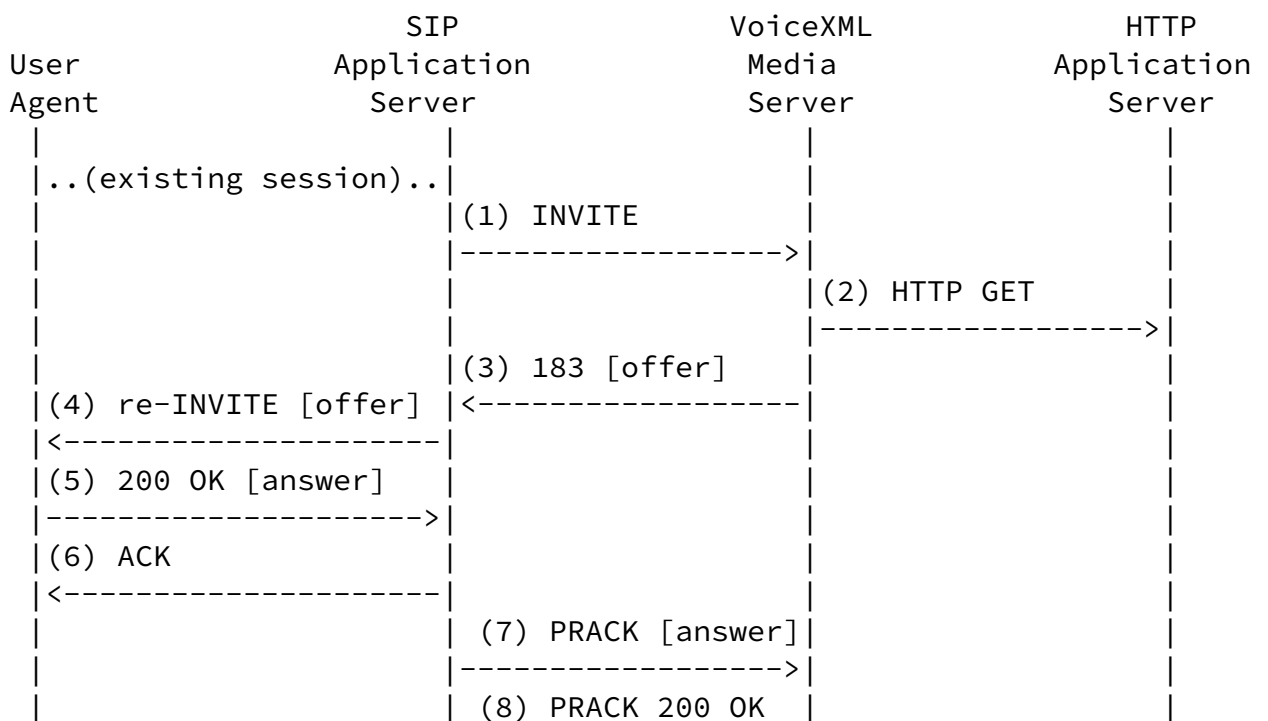 SIP                VoiceXML              HTTP
User              Application             Media            Application
Agent               Server                Server              Server
  |                      |                   |                   |
  |..(existing session)..|                   |                   |
  |                      |(1) INVITE         |                   |
  |                      |------------------>|                   |
  |                      |                   |(2) HTTP GET       |
  |                      |                   |------------------>|
  |                      |(3) 183 [offer]    |                   |
  |(4) re-INVITE [offer] |<------------------|                   |
  |<---------------------|                   |                   |
  |(5) 200 OK [answer]   |                   |                   |
  |--------------------->|                   |                   |
  |(6) ACK               |                   |                   |
  |<---------------------|                   |                   |
  |                      | (7) PRACK [answer]|                   |
  |                      |------------------>|                   |
  |                      | (8) PRACK 200 OK  |                   |